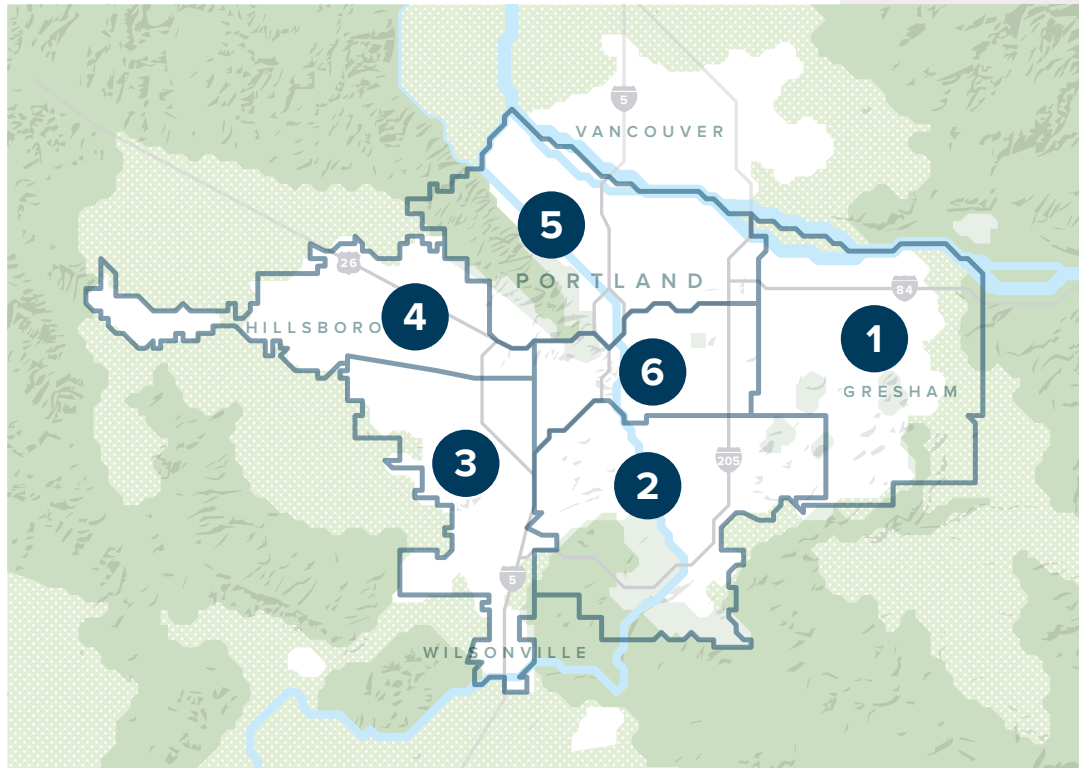 5
VANCOUVER
5
26
PORTLAND
84
HILLSBORO
4
1
6
GRESHAM
3
205
2
5
WILSONVILLE